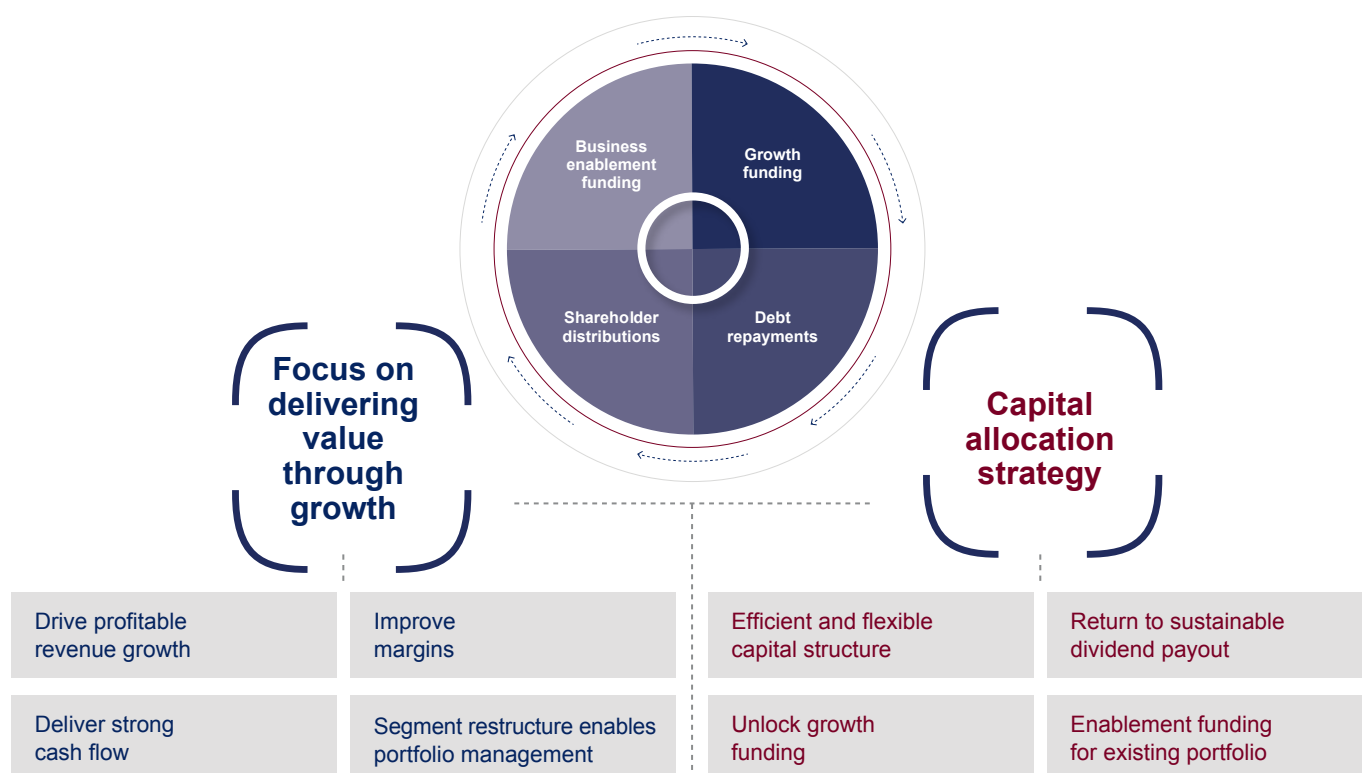 Business
enablement
funding
Growth
funding
Shareholder
distributions
Debt
repayments
Focus on
delivering
value
through
growth
Capital
allocation
strategy
Drive profitable
revenue growth
Improve
margins
Efficient and flexible
capital structure
Return to sustainable
dividend payout
Deliver strong
cash flow
Segment restructure enables
portfolio management
Unlock growth
funding
Enablement funding
for existing portfolio